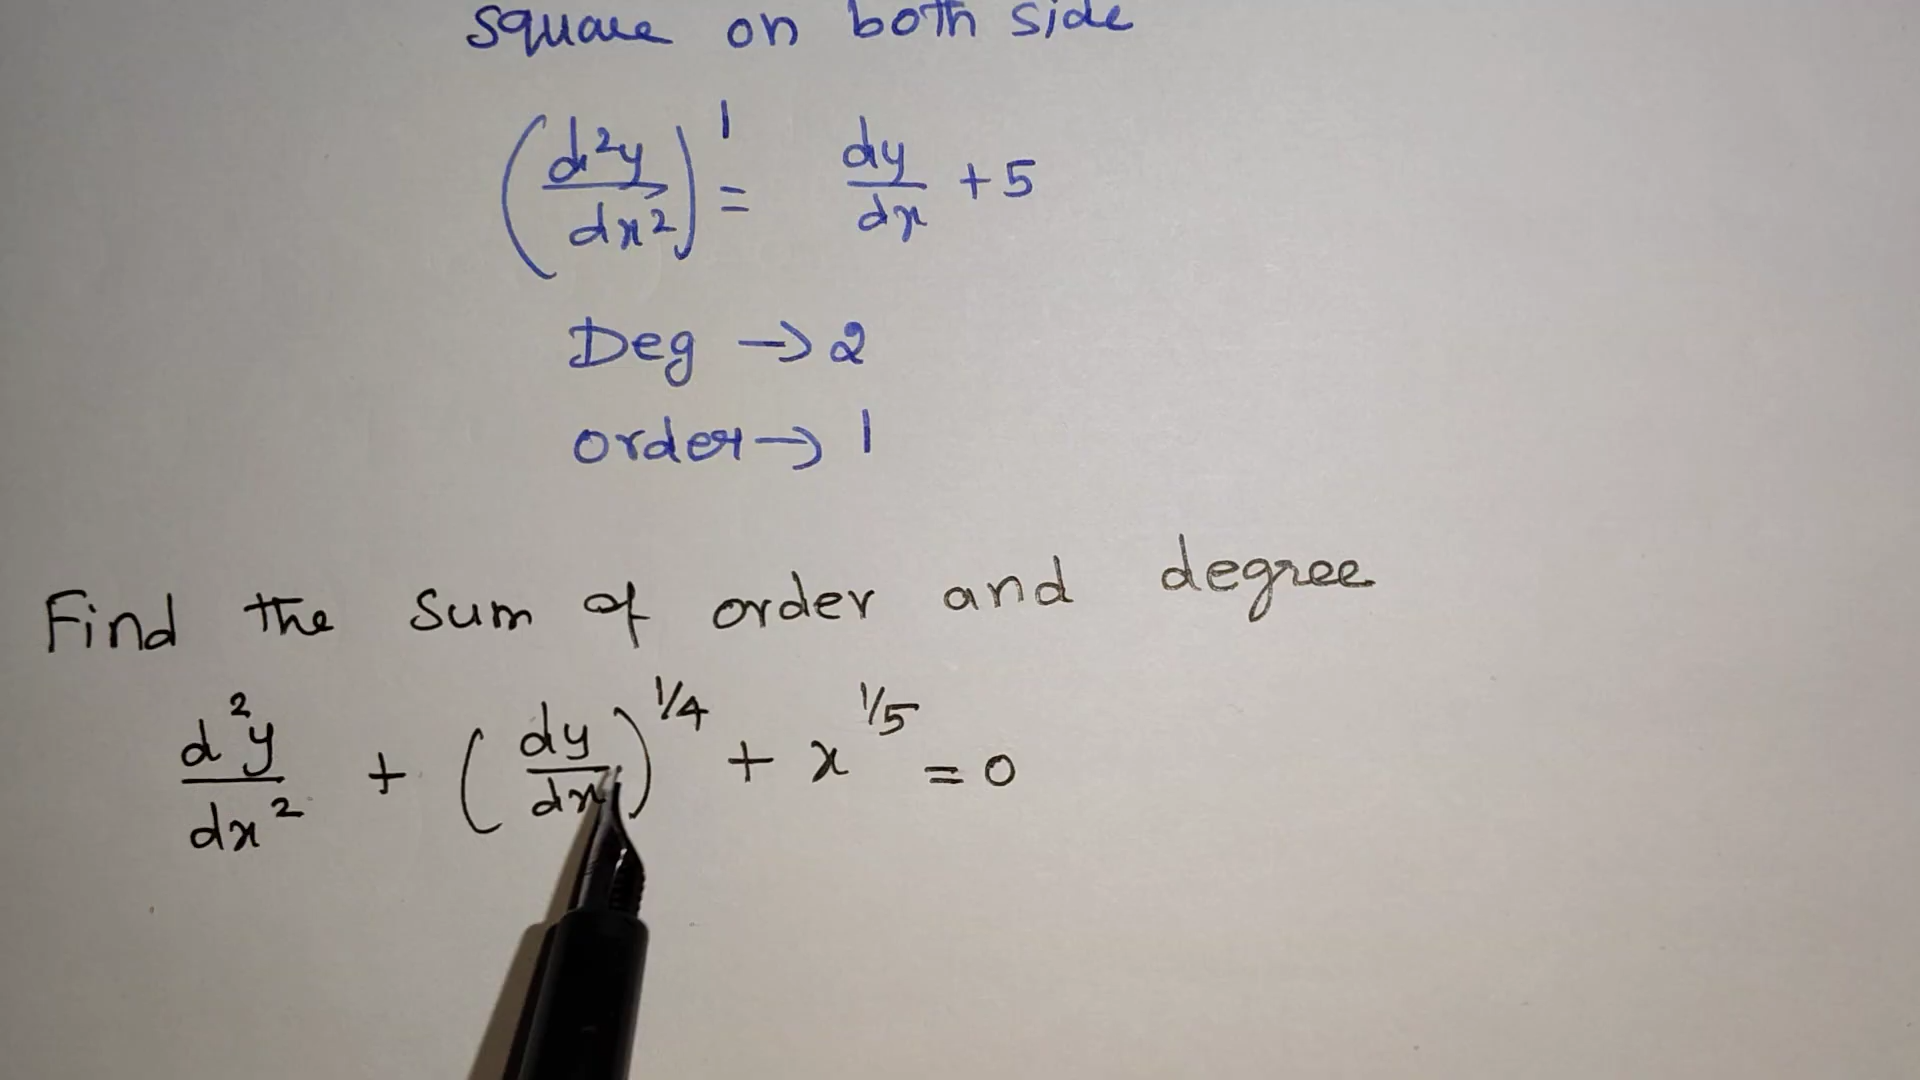 square on both side
(d²y/dx²)¹ = dy/dx + 5
Deg → 2
order → 1
Find the sum of order and degree
d²y/dx² + (dy/dx)^1/4 + x^1/5 = 0